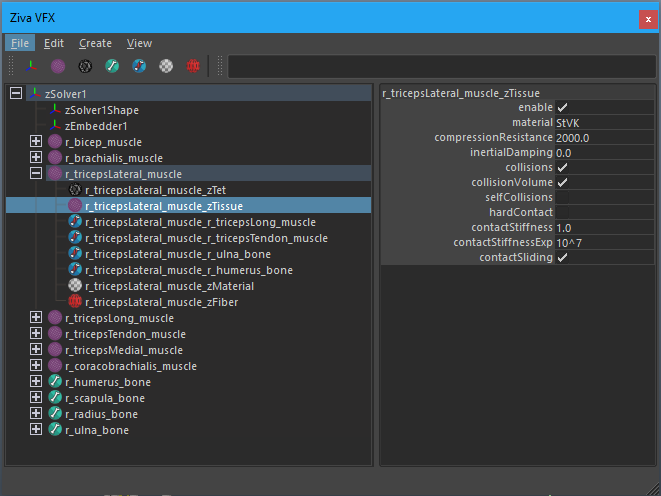 Ziva VFX
x
File Edit Create View
zSolver1
zSolver1Shape
zEmbedder1
r_bicep_muscle
r_brachialis_muscle
r_tricepsLateral_muscle
r_tricepsLateral_muscle_zTet
r_tricepsLateral_muscle_zTissue
r_tricepsLateral_muscle_r_tricepsLong_muscle
r_tricepsLateral_muscle_r_tricepsTendon_muscle
r_tricepsLateral_muscle_r_ulna_bone
r_tricepsLateral_muscle_r_humerus_bone
r_tricepsLateral_muscle_zMaterial
r_tricepsLateral_muscle_zFiber
r_tricepsLong_muscle
r_tricepsTendon_muscle
r_tricepsMedial_muscle
r_coracobrachialis_muscle
r_humerus_bone
r_scapula_bone
r_radius_bone
r_ulna_bone
r_tricepsLateral_muscle_zTissue
enable
material StVK
compressionResistance 2000.0
inertialDamping 0.0
collisions
collisionVolume
selfCollisions
hardContact
contactStiffness 1.0
contactStiffnessExp 10^7
contactSliding